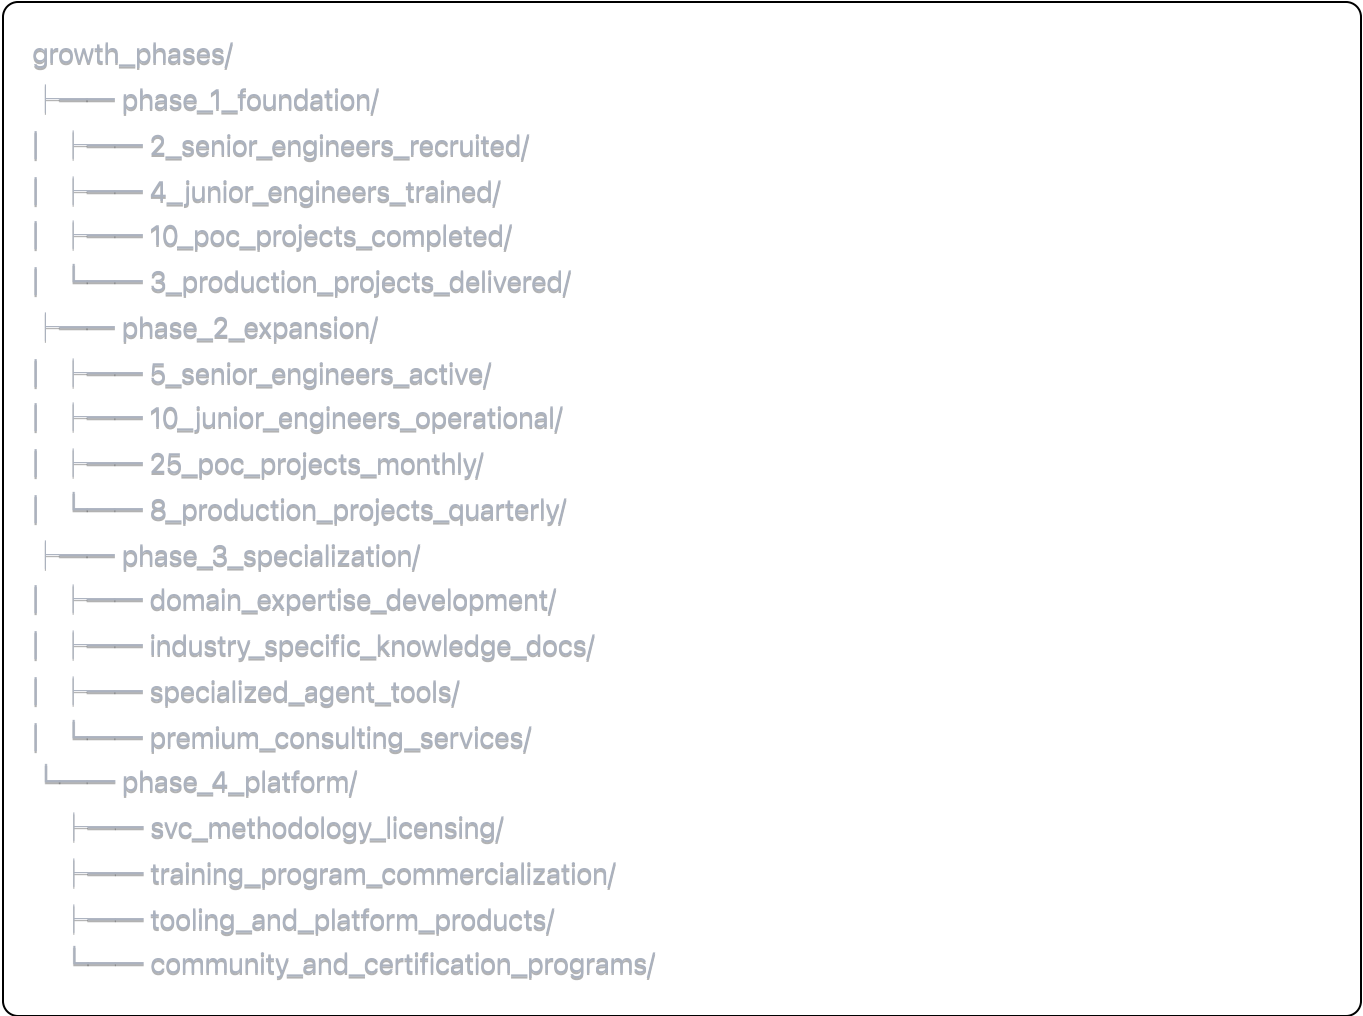 growth_phases/
├── phase_1_foundation/
│   ├── 2_senior_engineers_recruited/
│   ├── 4_junior_engineers_trained/
│   ├── 10_poc_projects_completed/
│   └── 3_production_projects_delivered/
├── phase_2_expansion/
│   ├── 5_senior_engineers_active/
│   ├── 10_junior_engineers_operational/
│   ├── 25_poc_projects_monthly/
│   └── 8_production_projects_quarterly/
├── phase_3_specialization/
│   ├── domain_expertise_development/
│   ├── industry_specific_knowledge_docs/
│   ├── specialized_agent_tools/
│   └── premium_consulting_services/
└── phase_4_platform/
    ├── svc_methodology_licensing/
    ├── training_program_commercialization/
    ├── tooling_and_platform_products/
    └── community_and_certification_programs/